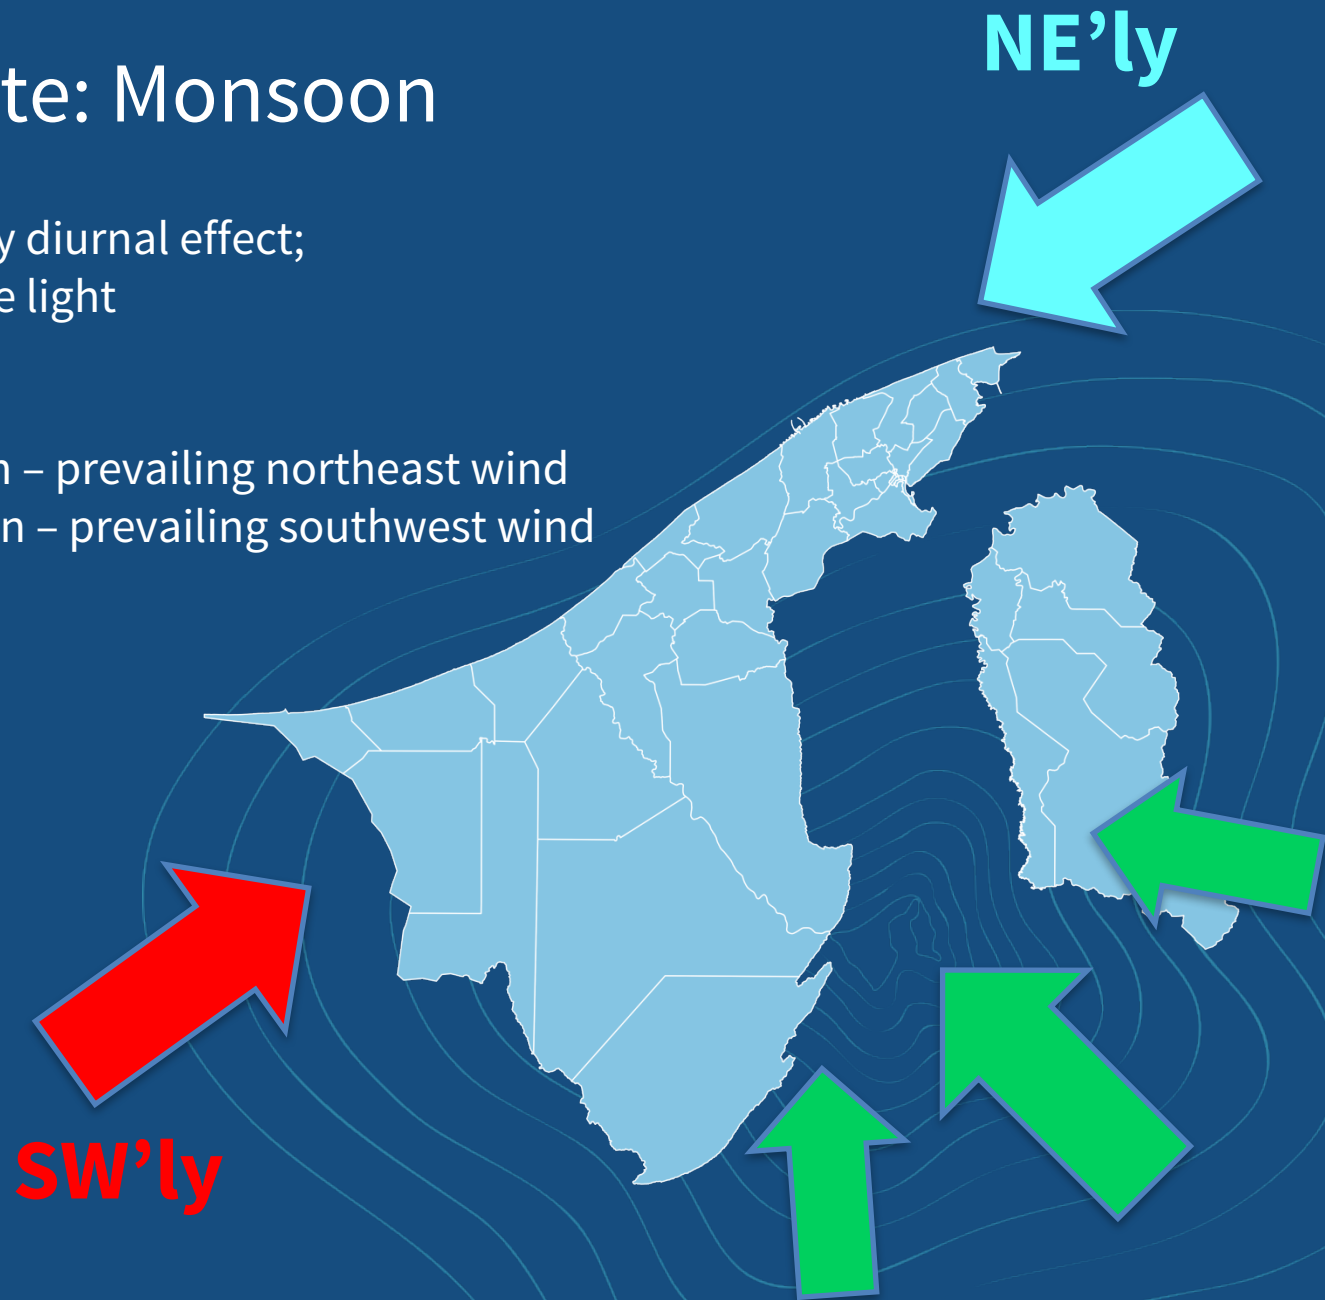 NE’ly
te: Monsoon
y diurnal effect;
e light
n – prevailing northeast wind
n – prevailing southwest wind
SW’ly